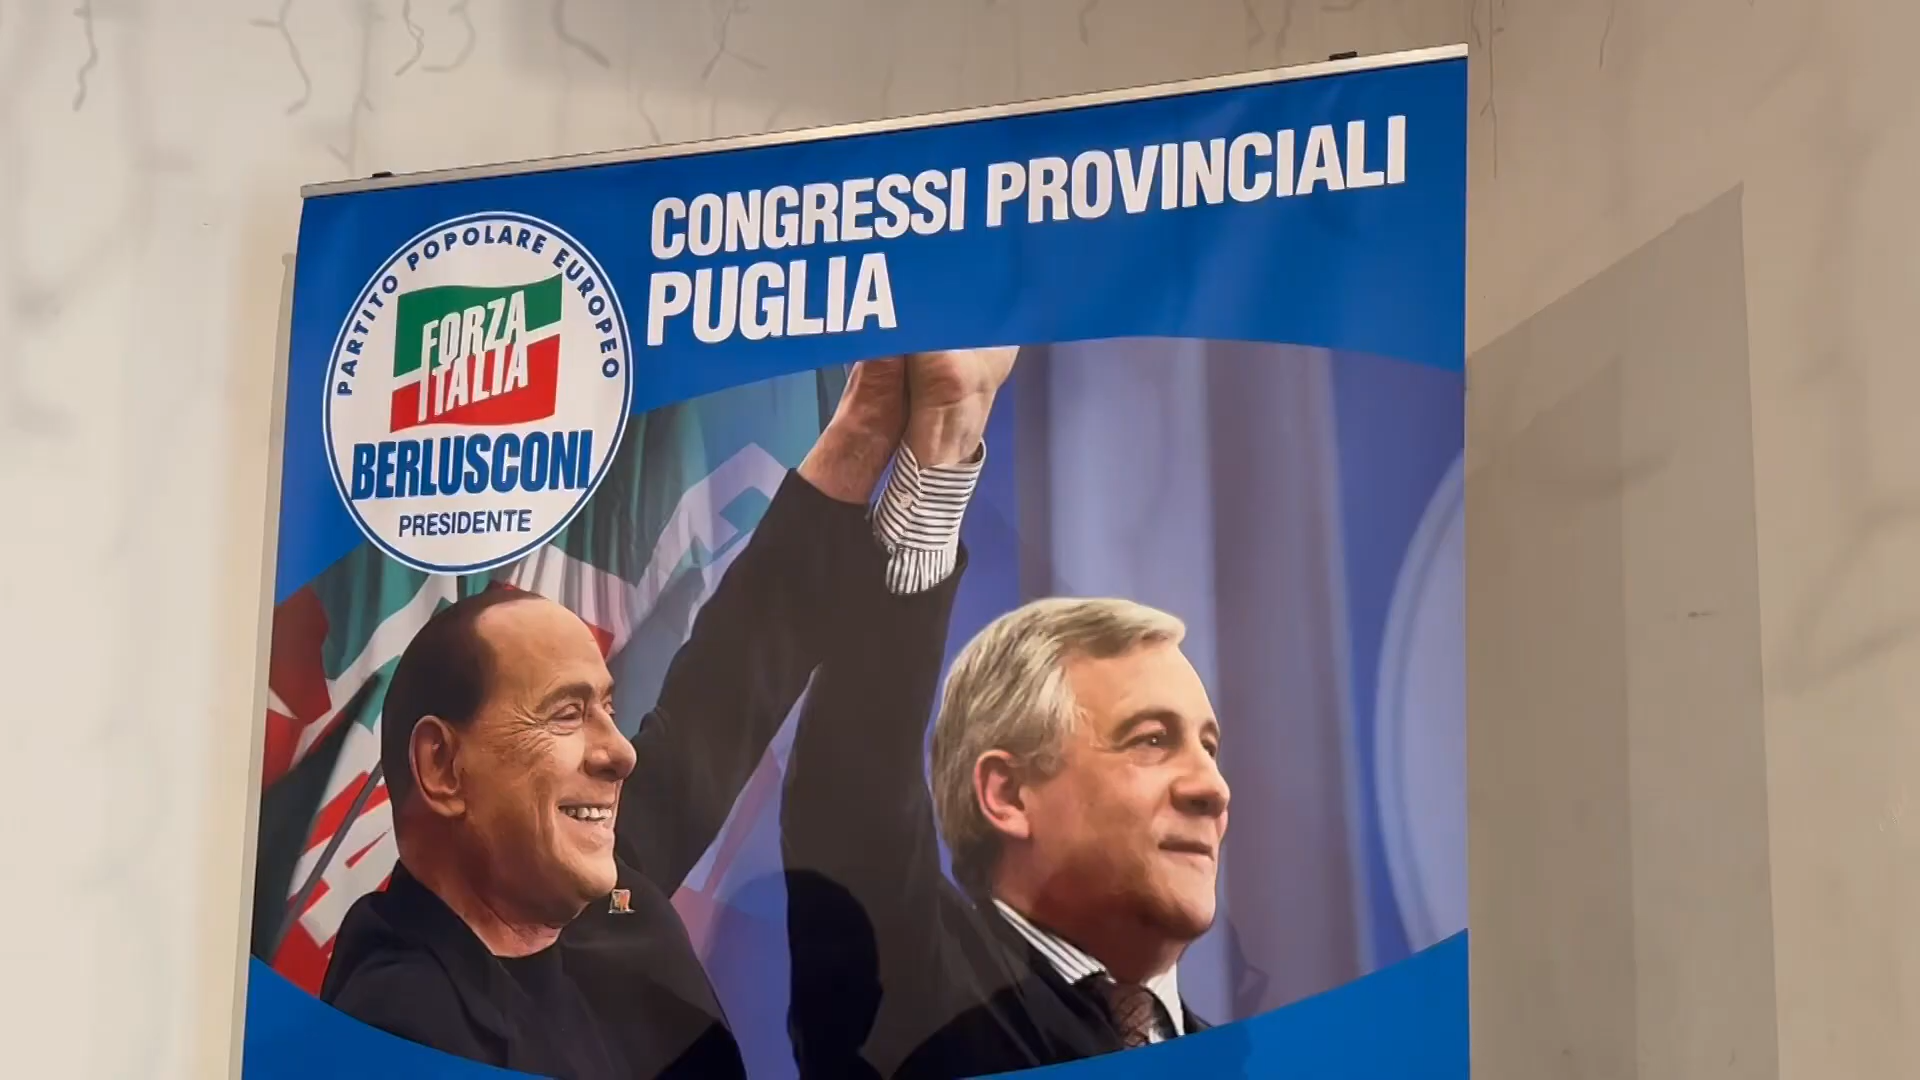 CONGRESSI PROVINCIALI
PUGLIA
PARTITO POPOLARE EUROPEO
FORZA
ITALIA
BERLUSCONI
PRESIDENTE